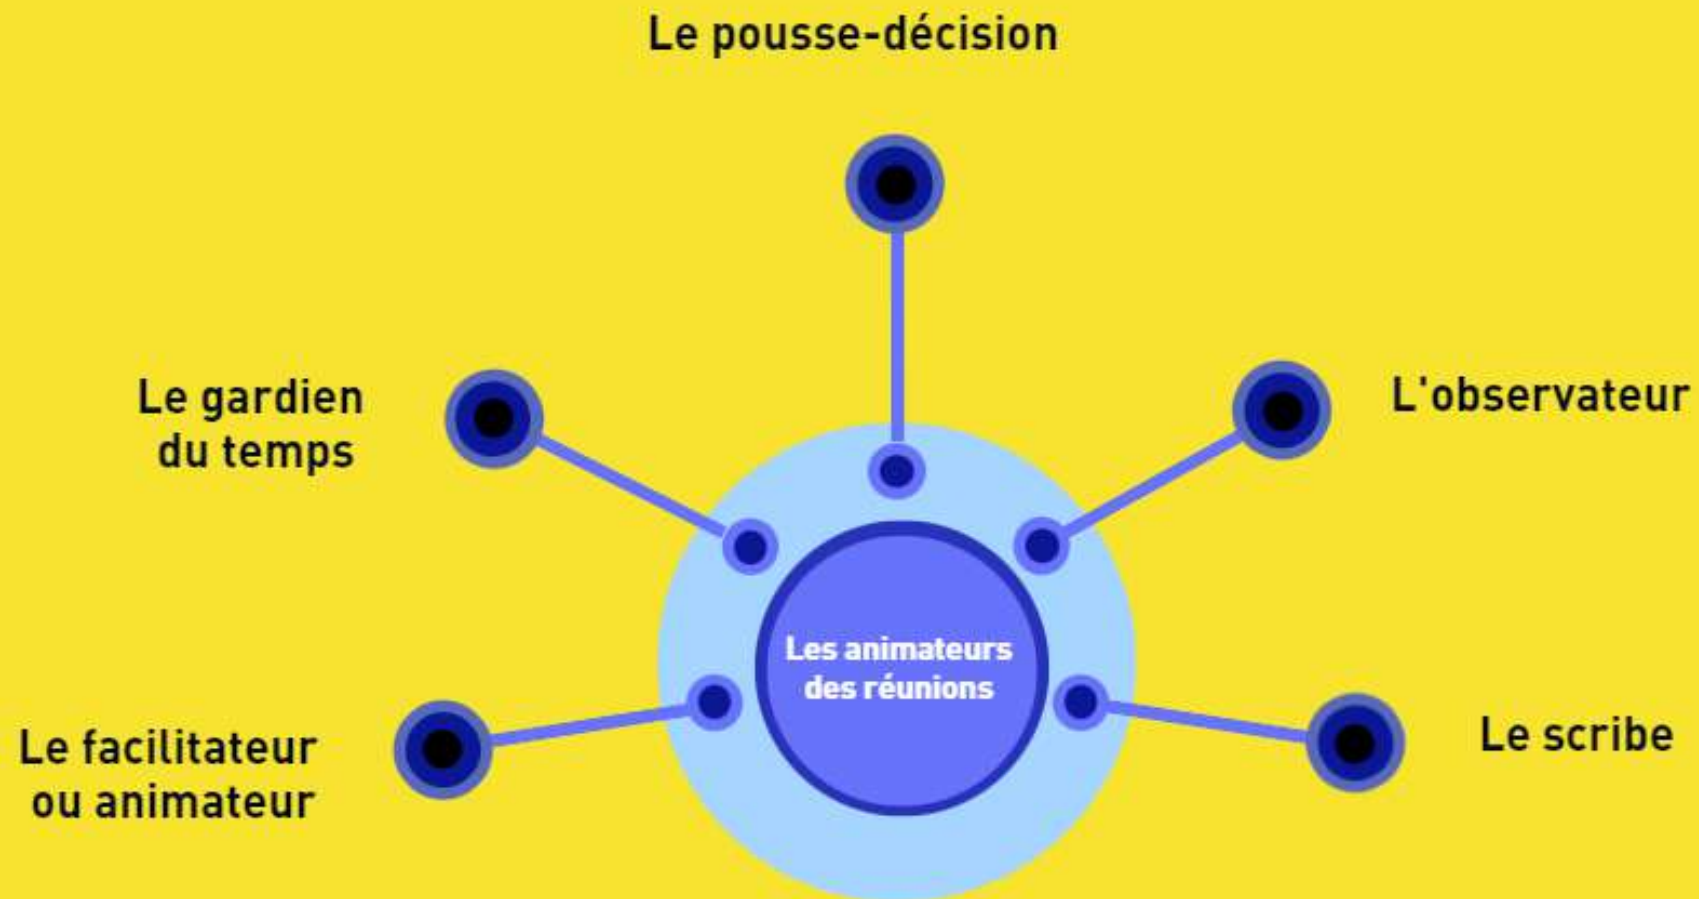 Le pousse-décision
Le gardien
du temps
L'observateur
Les animateurs
des réunions
Le facilitateur
ou animateur
Le scribe